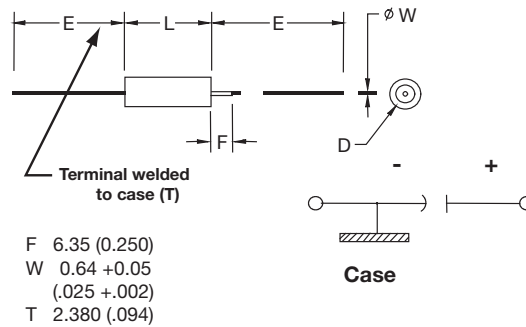 E L E
ϕ W
F
D
Terminal welded
to case (T)
- +
F 6.35 (0.250)
W 0.64 +0.05
(.025 +.002)
T 2.380 (.094)
Case